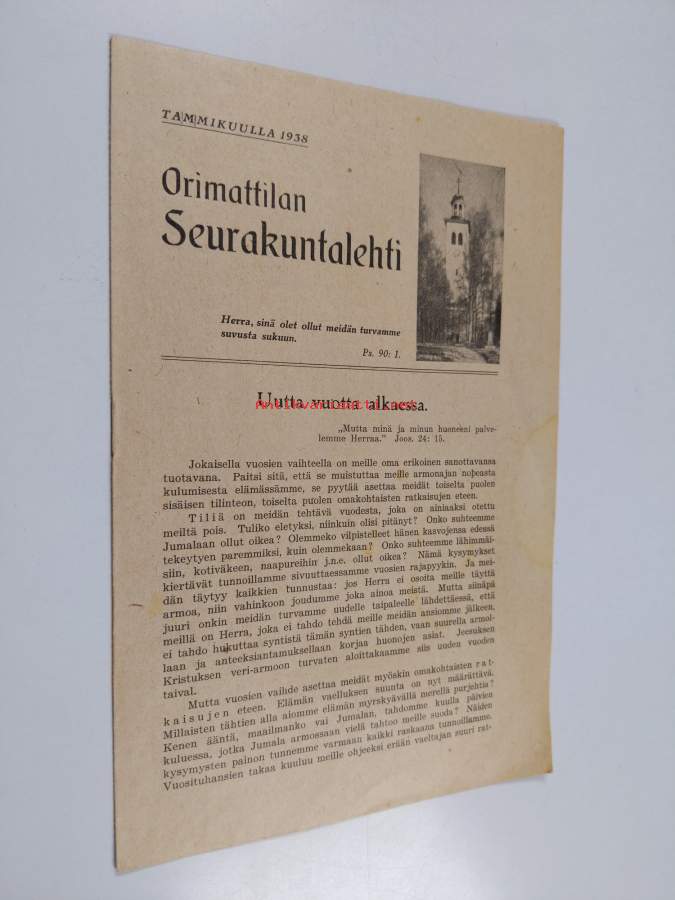 TAMMIKUULLA 1938
Orimattilan
Seurakuntalehti
Herra, sinä olet ollut meidän turvamme
suvusta sukuun.
Ps. 90: 1.
Uutta vuotta alkaessa.
„Mutta minä ja minun huoneeni palve-
lemme Herraa." Joos. 24: 15.
Jokaisella vuosien vaihteella on meille oma erikoinen sanottavansa
tuotavana. Paitsi sitä, että se muistuttaa meille armonajan nopeasta
kulumisesta elämässämme, se pyytää asettaa meidät toiselta puolen
sisäisen tilinteon, toiselta puolen omakohtaisten ratkaisujen eteen.
Tiliä on meidän tehtävä vuodesta, joka on ainiaaksi otettu
meiltä pois. Tuliko eletyksi, niinkuin olisi pitänyt? Onko suhteemme
Jumalaan ollut oikea? Olemmeko vilpistelleet hänen kasvojensa edessä
tekeytyen paremmiksi, kuin olemmekaan? Onko suhteemme lähimmäi-
siin, kotiväkeen, naapureihin j.n.e. ollut oikea? Nämä kysymykset
kiertävät tunnoillamme sivuuttaessamme vuosien rajapyykin. Ja mei-
dän täytyy kaikkien tunnustaa: jos Herra ei osoita meille täyttä
armoa, niin vahinkoon joudumme joka ainoa meistä. Mutta siinäpä
juuri onkin meidän turvamme uudelle taipaleelle lähdettäessä, että
meillä on Herra, joka ei tahdo tehdä meille meidän ansiomme jälkeen,
ei tahdo hukuttaa syntistä tämän syntien tähden, vaan suurella armol-
laan ja anteeksiantamuksellaan korjaa huonojen asiat. Jeesuksen
Kristuksen veri-armoon turvaten aloittakaamme siis uuden vuoden
taival.
Mutta vuosien vaihde asettaa meidät myöskin omakohtaisten rat-
kaisujen eteen. Elämän vaelluksen suunta on nyt määrättävä.
Millaisten tähtien alla aiomme elämän myrskyävällä merellä purjehtia?
Kenen ääntä, maailmanko vai Jumalan, tahdomme kuulla päivien
kuluessa, jotka Jumala armossaan vielä tahtoo meille suoda? Näiden
kysymysten painon tunnemme varmaan kaikki raskaana tunnoillamme.
Vuosituhansien takaa kuuluu meille ohjeeksi erään vaeltajan suuri rat-